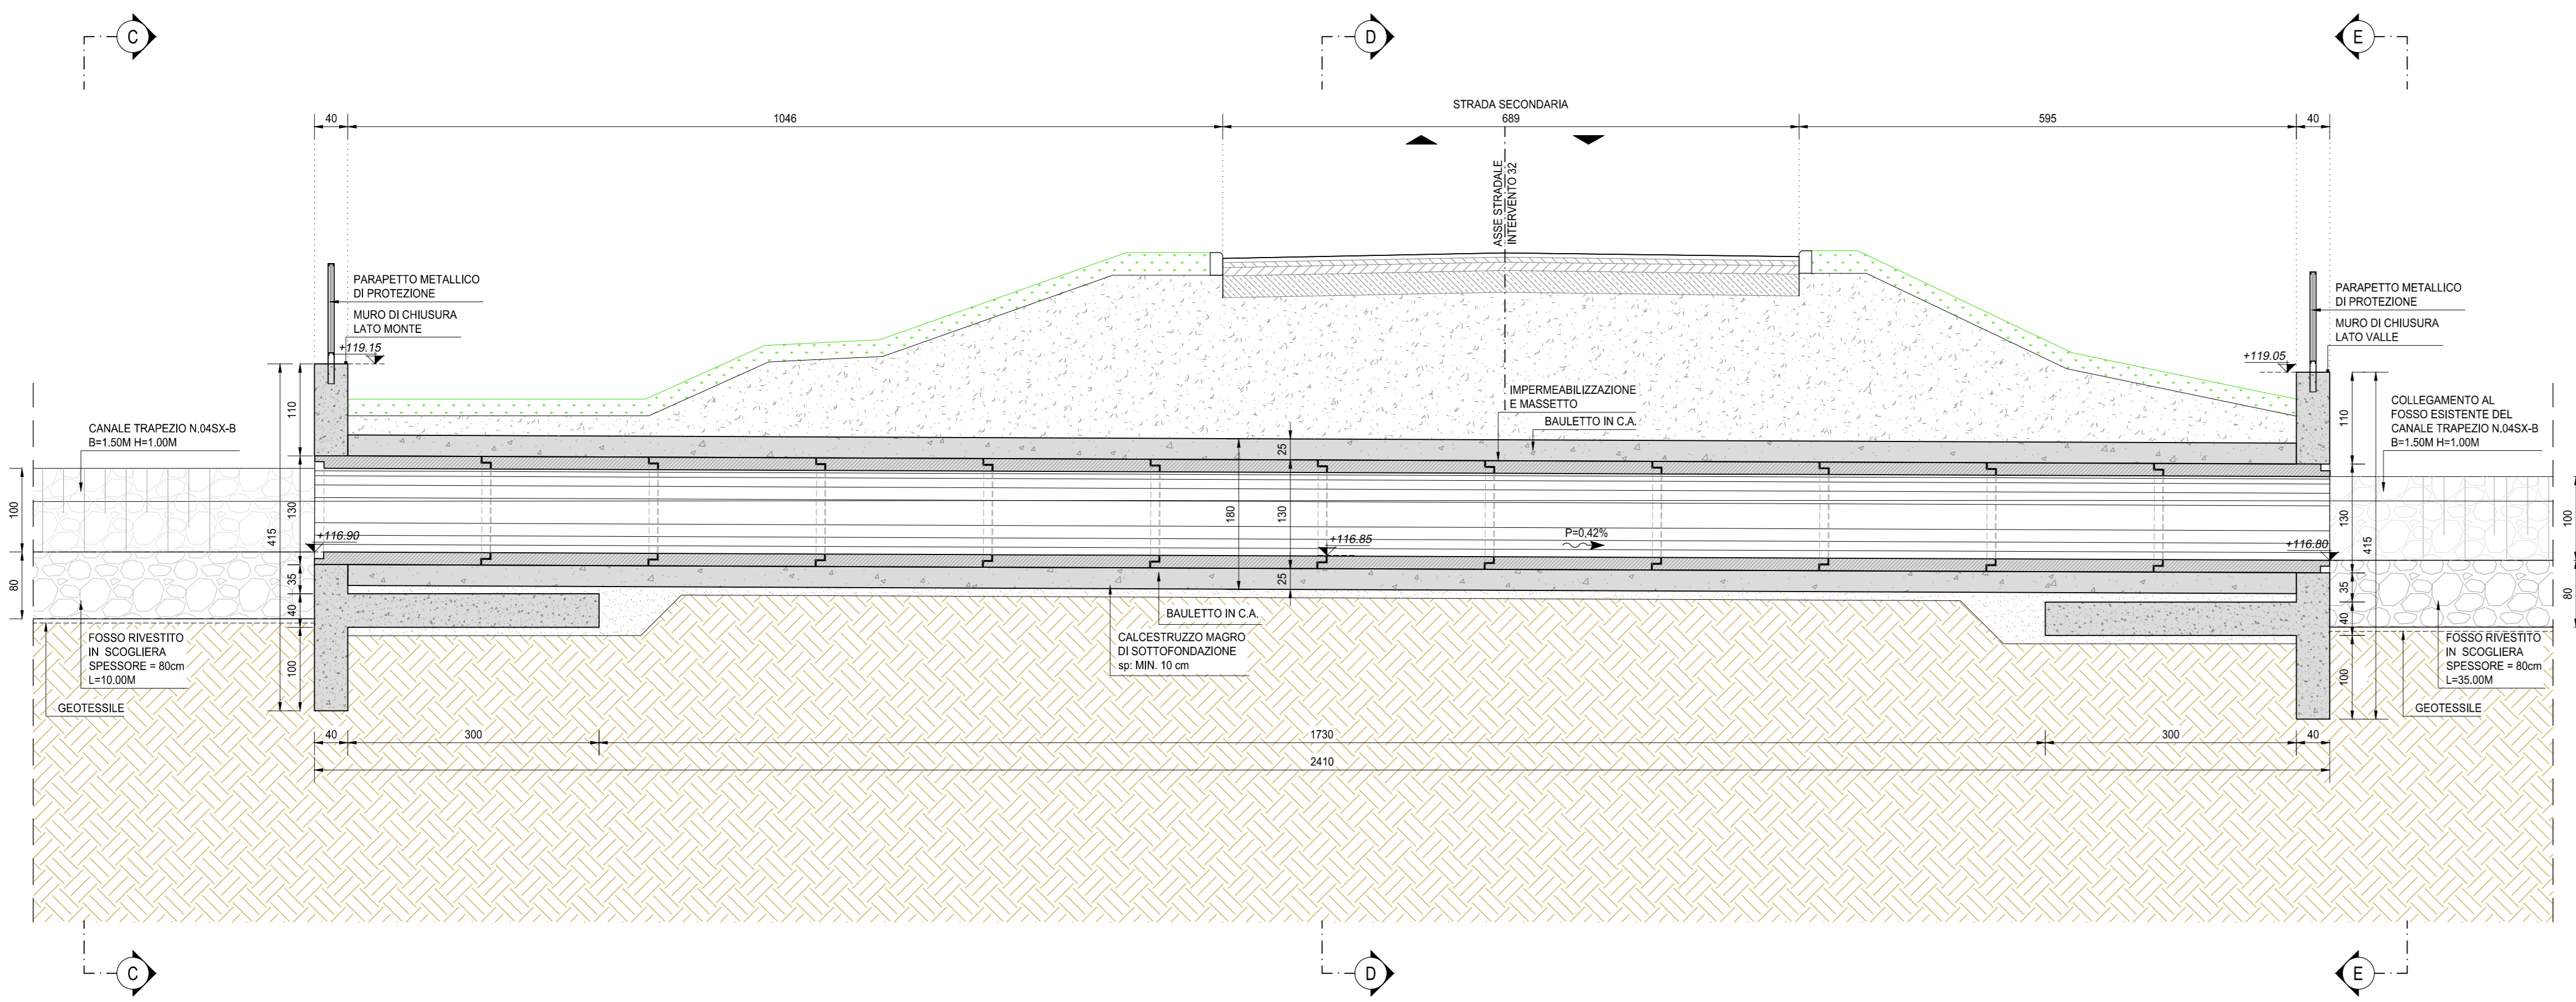 C
D
E
STRADA SECONDARIA
40
1046
689
595
40
ASSE STRADALE
INTERVENTO 32
PARAPETTO METALLICO
DI PROTEZIONE
MURO DI CHIUSURA
LATO MONTE
+119.15
PARAPETTO METALLICO
DI PROTEZIONE
MURO DI CHIUSURA
LATO VALLE
+119.05
IMPERMEABILIZZAZIONE
E MASSETTO
BAULETTO IN C.A.
CANALE TRAPEZIO N.04SX-B
B=1.50M H=1.00M
COLLEGAMENTO AL
FOSSO ESISTENTE DEL
CANALE TRAPEZIO N.04SX-B
B=1.50M H=1.00M
100
80
415
110
130
35
40
100
+116.90
180
25
130
25
+116.85
P=0,42%
+116.80
110
130
35
40
100
415
100
80
BAULETTO IN C.A.
CALCESTRUZZO MAGRO
DI SOTTOFONDAZIONE
sp: MIN. 10 cm
FOSSO RIVESTITO
IN SCOGLIERA
SPESSORE = 80cm
L=10.00M
GEOTESSILE
FOSSO RIVESTITO
IN SCOGLIERA
SPESSORE = 80cm
L=35.00M
GEOTESSILE
40
300
1730
300
40
2410
C
D
E